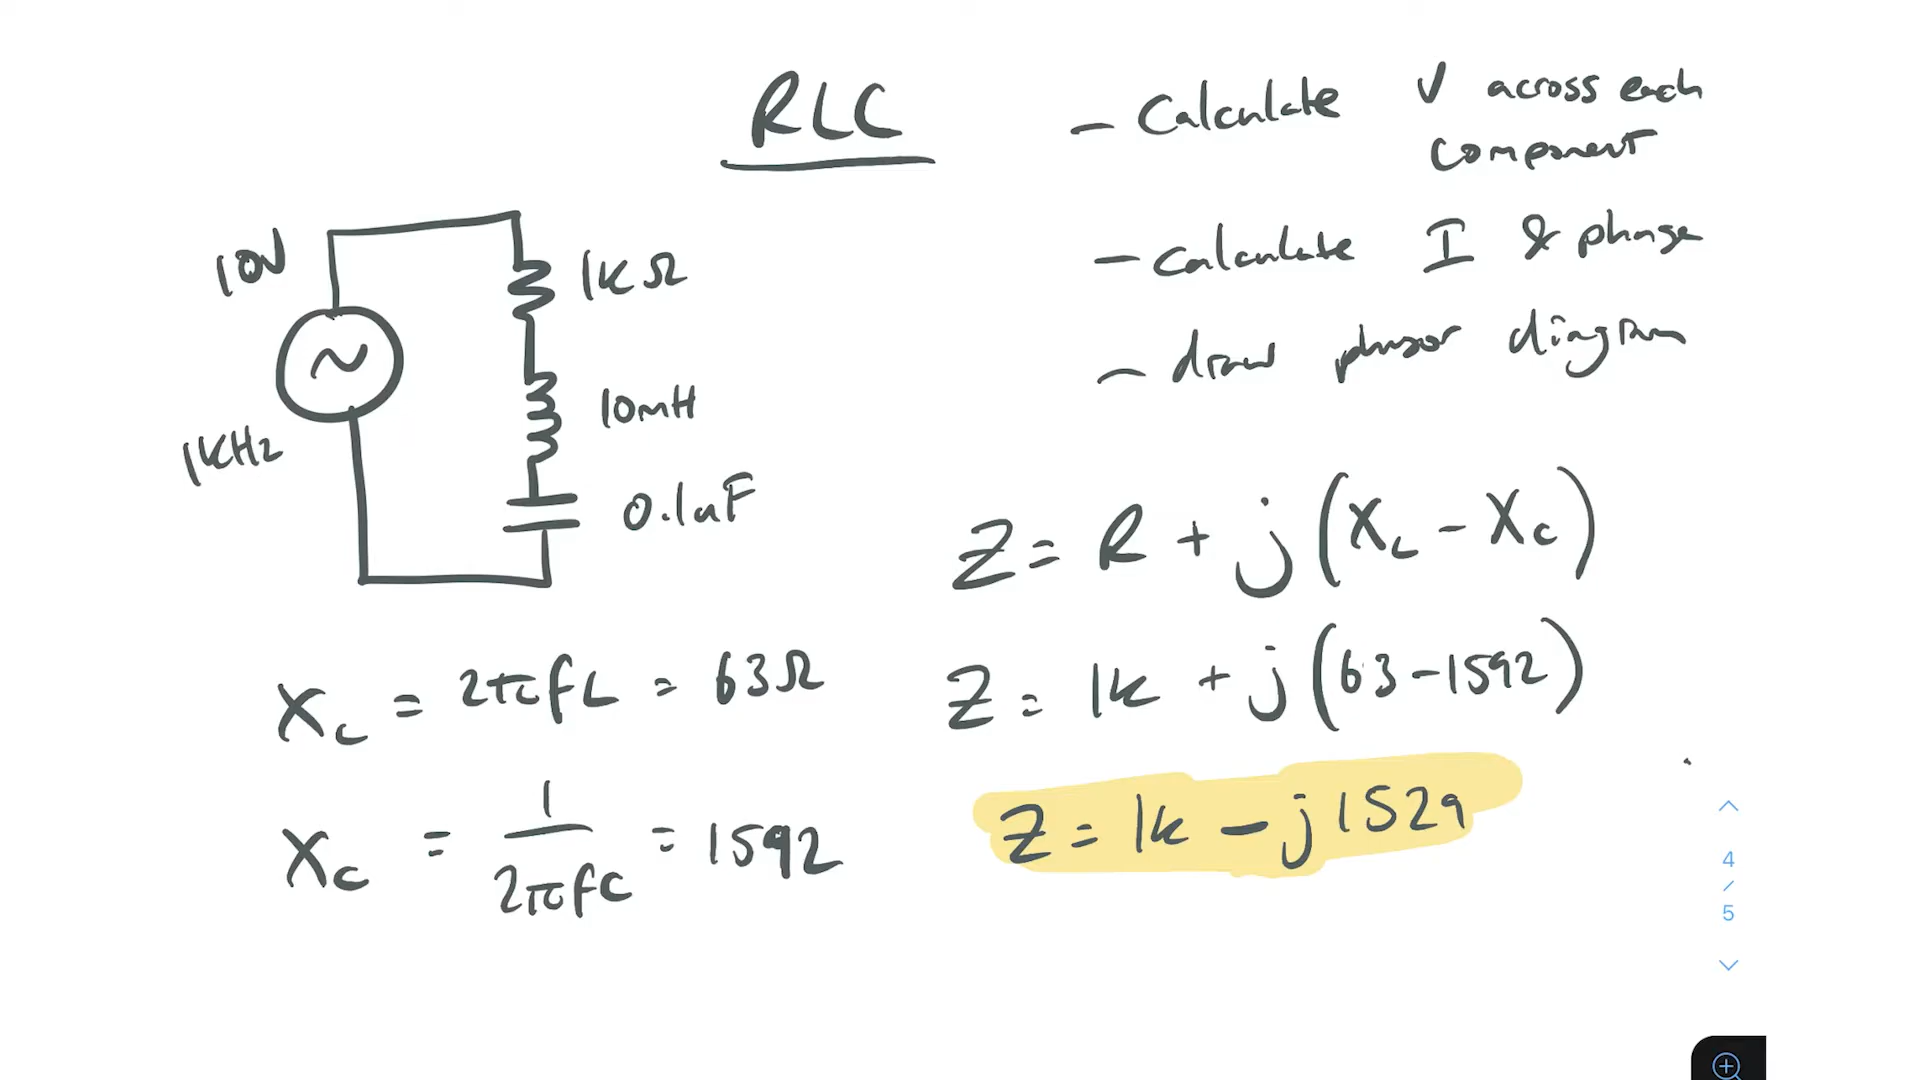 RLC
- Calculate V across each
component
- Calculate I & phase
- draw phasor diagram
10V
1KΩ
10mH
1KHz
0.1uF
Z = R + j(XL - XC)
XL = 2πfL = 63Ω
Z = 1k + j(63-1592)
XC = 1/2πfC = 1592
Z = 1k - j1529
4
/
5